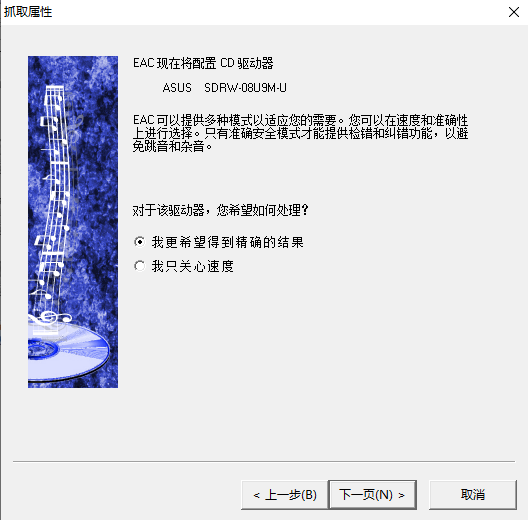 抓取属性
EAC 现在将配置 CD 驱动器
ASUS SDRW-08U9M-U
EAC 可以提供多种模式以适应您的需要。您可以在速度和准确性
上进行选择。只有准确安全模式才能提供检错和纠错功能，以避
免跳音和杂音。
对于该驱动器，您希望如何处理？
我更希望得到精确的结果
我只关心速度
< 上一步(B)
下一页(N) >
取消